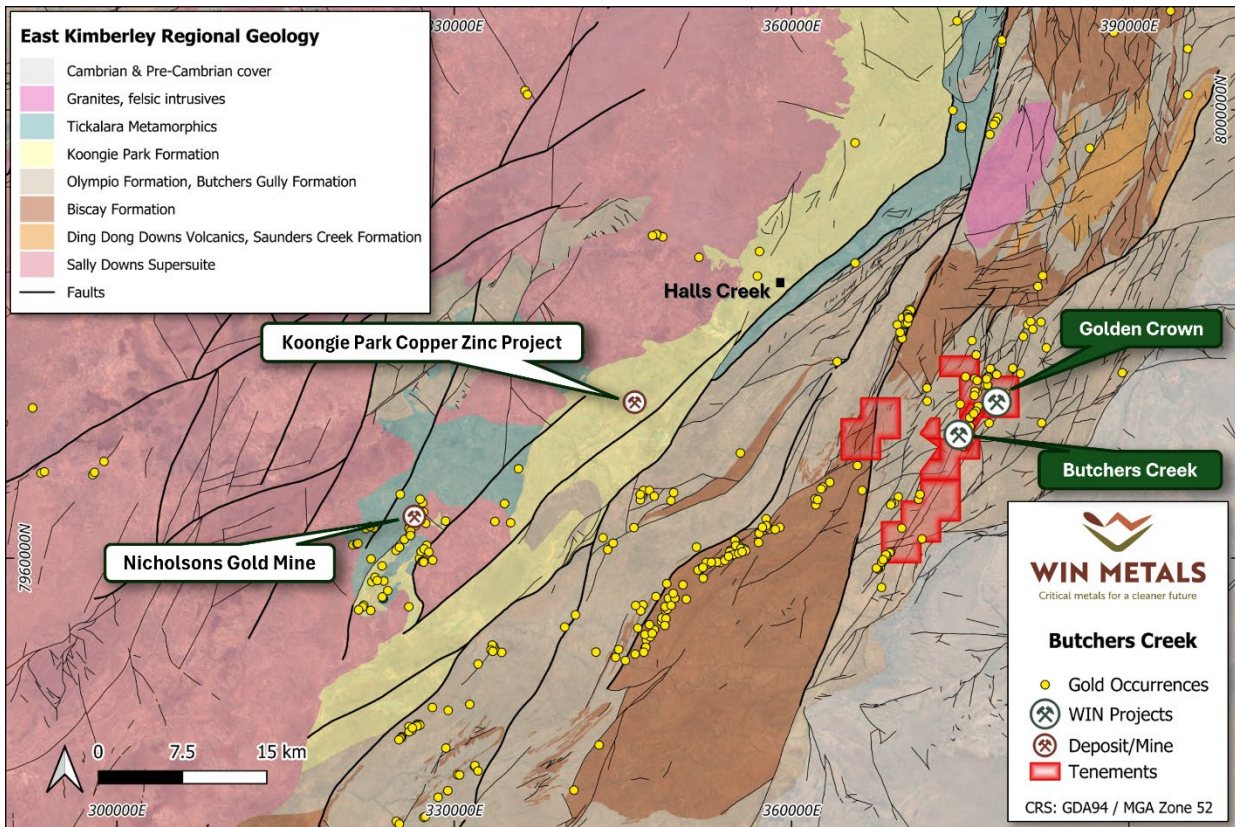 330000E
360000E
390000E
East Kimberley Regional Geology
Cambrian & Pre-Cambrian cover
Granites, felsic intrusives
Tickalara Metamorphics
Koongie Park Formation
Olympio Formation, Butchers Gully Formation
Biscay Formation
Ding Dong Downs Volcanics, Saunders Creek Formation
Sally Downs Supersuite
Faults
8000000N
Halls Creek
Koongie Park Copper Zinc Project
Golden Crown
Butchers Creek
Nicholsons Gold Mine
7960000N
WIN METALS
Critical metals for a cleaner future
Butchers Creek
Gold Occurrences
WIN Projects
Deposit/Mine
Tenements
CRS: GDA94 / MGA Zone 52
0 7.5 15 km
300000E
330000E
360000E